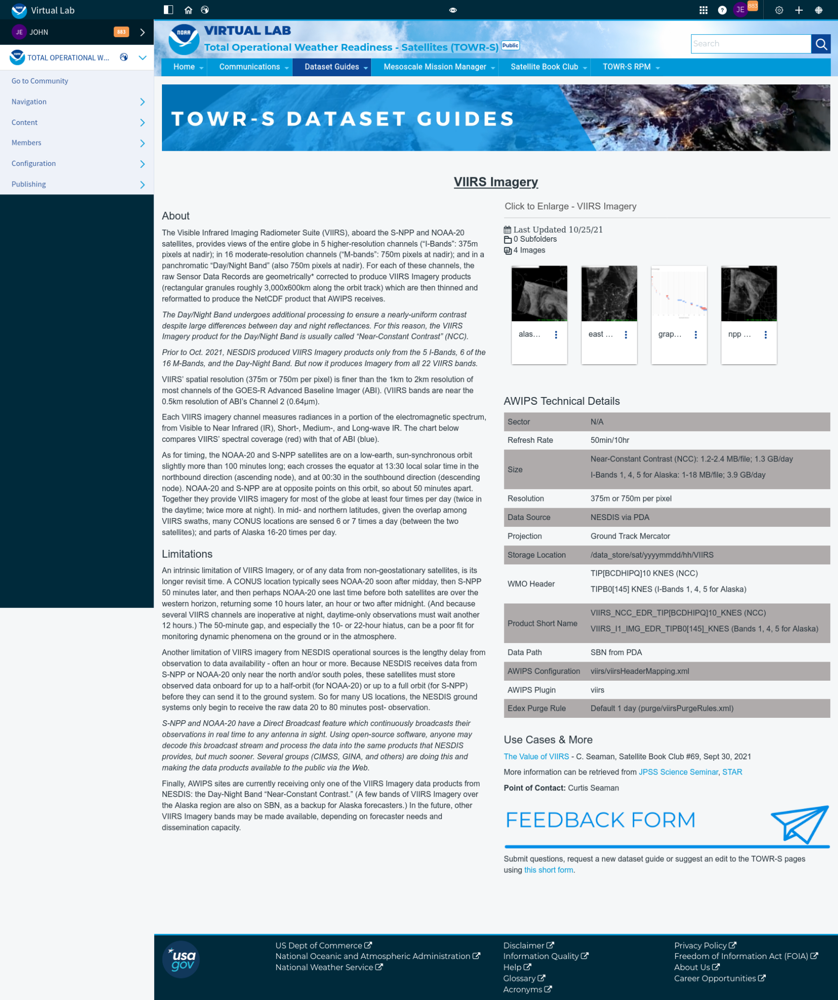 Virtual Lab
JE
883
JE JOHN 883
TOTAL OPERATIONAL W...
Go to Community
Navigation
Content
Members
Configuration
Publishing
NOAA
VIRTUAL LAB
Total Operational Weather Readiness - Satellites (TOWR-S) Public
Search
Home
Communications
Dataset Guides
Mesoscale Mission Manager
Satellite Book Club
TOWR-S RPM
TOWR-S DATASET GUIDES
VIIRS Imagery
About
The Visible Infrared Imaging Radiometer Suite (VIIRS), aboard the S-NPP and NOAA-20
satellites, provides views of the entire globe in 5 higher-resolution channels (“I-Bands”: 375m
pixels at nadir); in 16 moderate-resolution channels (“M-bands”: 750m pixels at nadir); and in a
panchromatic “Day/Night Band” (also 750m pixels at nadir). For each of these channels, the
raw Sensor Data Records are geometrically* corrected to produce VIIRS Imagery products
(rectangular granules roughly 3,000x600km along the orbit track) which are then thinned and
reformatted to produce the NetCDF product that AWIPS receives.
The Day/Night Band undergoes additional processing to ensure a nearly-uniform contrast
despite large differences between day and night reflectances. For this reason, the VIIRS
Imagery product for the Day/Night Band is usually called “Near-Constant Contrast” (NCC).
Prior to Oct. 2021, NESDIS produced VIIRS Imagery products only from the 5 I-Bands, 6 of the
16 M-Bands, and the Day-Night Band. But now it produces Imagery from all 22 VIIRS bands.
VIIRS’ spatial resolution (375m or 750m per pixel) is finer than the 1km to 2km resolution of
most channels of the GOES-R Advanced Baseline Imager (ABI). (VIIRS bands are near the
0.5km resolution of ABI’s Channel 2 (0.64μm).
Each VIIRS imagery channel measures radiances in a portion of the electromagnetic spectrum,
from Visible to Near Infrared (IR), Short-, Medium-, and Long-wave IR. The chart below
compares VIIRS’ spectral coverage (red) with that of ABI (blue).
As for timing, the NOAA-20 and S-NPP satellites are on a low-earth, sun-synchronous orbit
slightly more than 100 minutes long; each crosses the equator at 13:30 local solar time in the
northbound direction (ascending node), and at 00:30 in the southbound direction (descending
node). NOAA-20 and S-NPP are at opposite points on this orbit, so about 50 minutes apart.
Together they provide VIIRS imagery for most of the globe at least four times per day (twice in
the daytime; twice more at night). In mid- and northern latitudes, given the overlap among
VIIRS swaths, many CONUS locations are sensed 6 or 7 times a day (between the two
satellites); and parts of Alaska 16-20 times per day.
Limitations
An intrinsic limitation of VIIRS Imagery, or of any data from non-geostationary satellites, is its
longer revisit time. A CONUS location typically sees NOAA-20 soon after midday, then S-NPP
50 minutes later, and then perhaps NOAA-20 one last time before both satellites are over the
western horizon, returning some 10 hours later, an hour or two after midnight. (And because
several VIIRS channels are inoperative at night, daytime-only observations must wait another
12 hours.) The 50-minute gap, and especially the 10- or 22-hour hiatus, can be a poor fit for
monitoring dynamic phenomena on the ground or in the atmosphere.
Another limitation of VIIRS imagery from NESDIS operational sources is the lengthy delay from
observation to data availability - often an hour or more. Because NESDIS receives data from
S-NPP or NOAA-20 only near the north and/or south poles, these satellites must store
observed data onboard for up to a half-orbit (for NOAA-20) or up to a full orbit (for S-NPP)
before they can send it to the ground system. So for many US locations, the NESDIS ground
systems only begin to receive the raw data 20 to 80 minutes post- observation.
S-NPP and NOAA-20 have a Direct Broadcast feature which continuously broadcasts their
observations in real time to any antenna in sight. Using open-source software, anyone may
decode this broadcast stream and process the data into the same products that NESDIS
provides, but much sooner. Several groups (CIMSS, GINA, and others) are doing this and
making the data products available to the public via the Web.
Finally, AWIPS sites are currently receiving only one of the VIIRS Imagery data products from
NESDIS: the Day-Night Band “Near-Constant Contrast.” (A few bands of VIIRS Imagery over
the Alaska region are also on SBN, as a backup for Alaska forecasters.) In the future, other
VIIRS Imagery bands may be made available, depending on forecaster needs and
dissemination capacity.
Click to Enlarge - VIIRS Imagery
Last Updated 10/25/21
0 Subfolders
4 Images
alas...
east ...
grap...
npp ...
AWIPS Technical Details
Sector N/A
Refresh Rate 50min/10hr
Size Near-Constant Contrast (NCC): 1.2-2.4 MB/file; 1.3 GB/day
I-Bands 1, 4, 5 for Alaska: 1-18 MB/file; 3.9 GB/day
Resolution 375m or 750m per pixel
Data Source NESDIS via PDA
Projection Ground Track Mercator
Storage Location /data_store/sat/yyyymmdd/hh/VIIRS
WMO Header TIP[BCDHIPQ]10 KNES (NCC)
TIPB0[145] KNES (I-Bands 1, 4, 5 for Alaska)
Product Short Name VIIRS_NCC_EDR_TIP[BCDHIPQ]10_KNES (NCC)
VIIRS_I1_IMG_EDR_TIPB0[145]_KNES (Bands 1, 4, 5 for Alaska)
Data Path SBN from PDA
AWIPS Configuration viirs/viirsHeaderMapping.xml
AWIPS Plugin viirs
Edex Purge Rule Default 1 day (purge/viirsPurgeRules.xml)
Use Cases & More
The Value of VIIRS - C. Seaman, Satellite Book Club #69, Sept 30, 2021
More information can be retrieved from JPSS Science Seminar, STAR
Point of Contact: Curtis Seaman
FEEDBACK FORM
Submit questions, request a new dataset guide or suggest an edit to the TOWR-S pages
using this short form.
usa
gov
US Dept of Commerce
National Oceanic and Atmospheric Administration
National Weather Service
Disclaimer
Information Quality
Help
Glossary
Acronyms
Privacy Policy
Freedom of Information Act (FOIA)
About Us
Career Opportunities